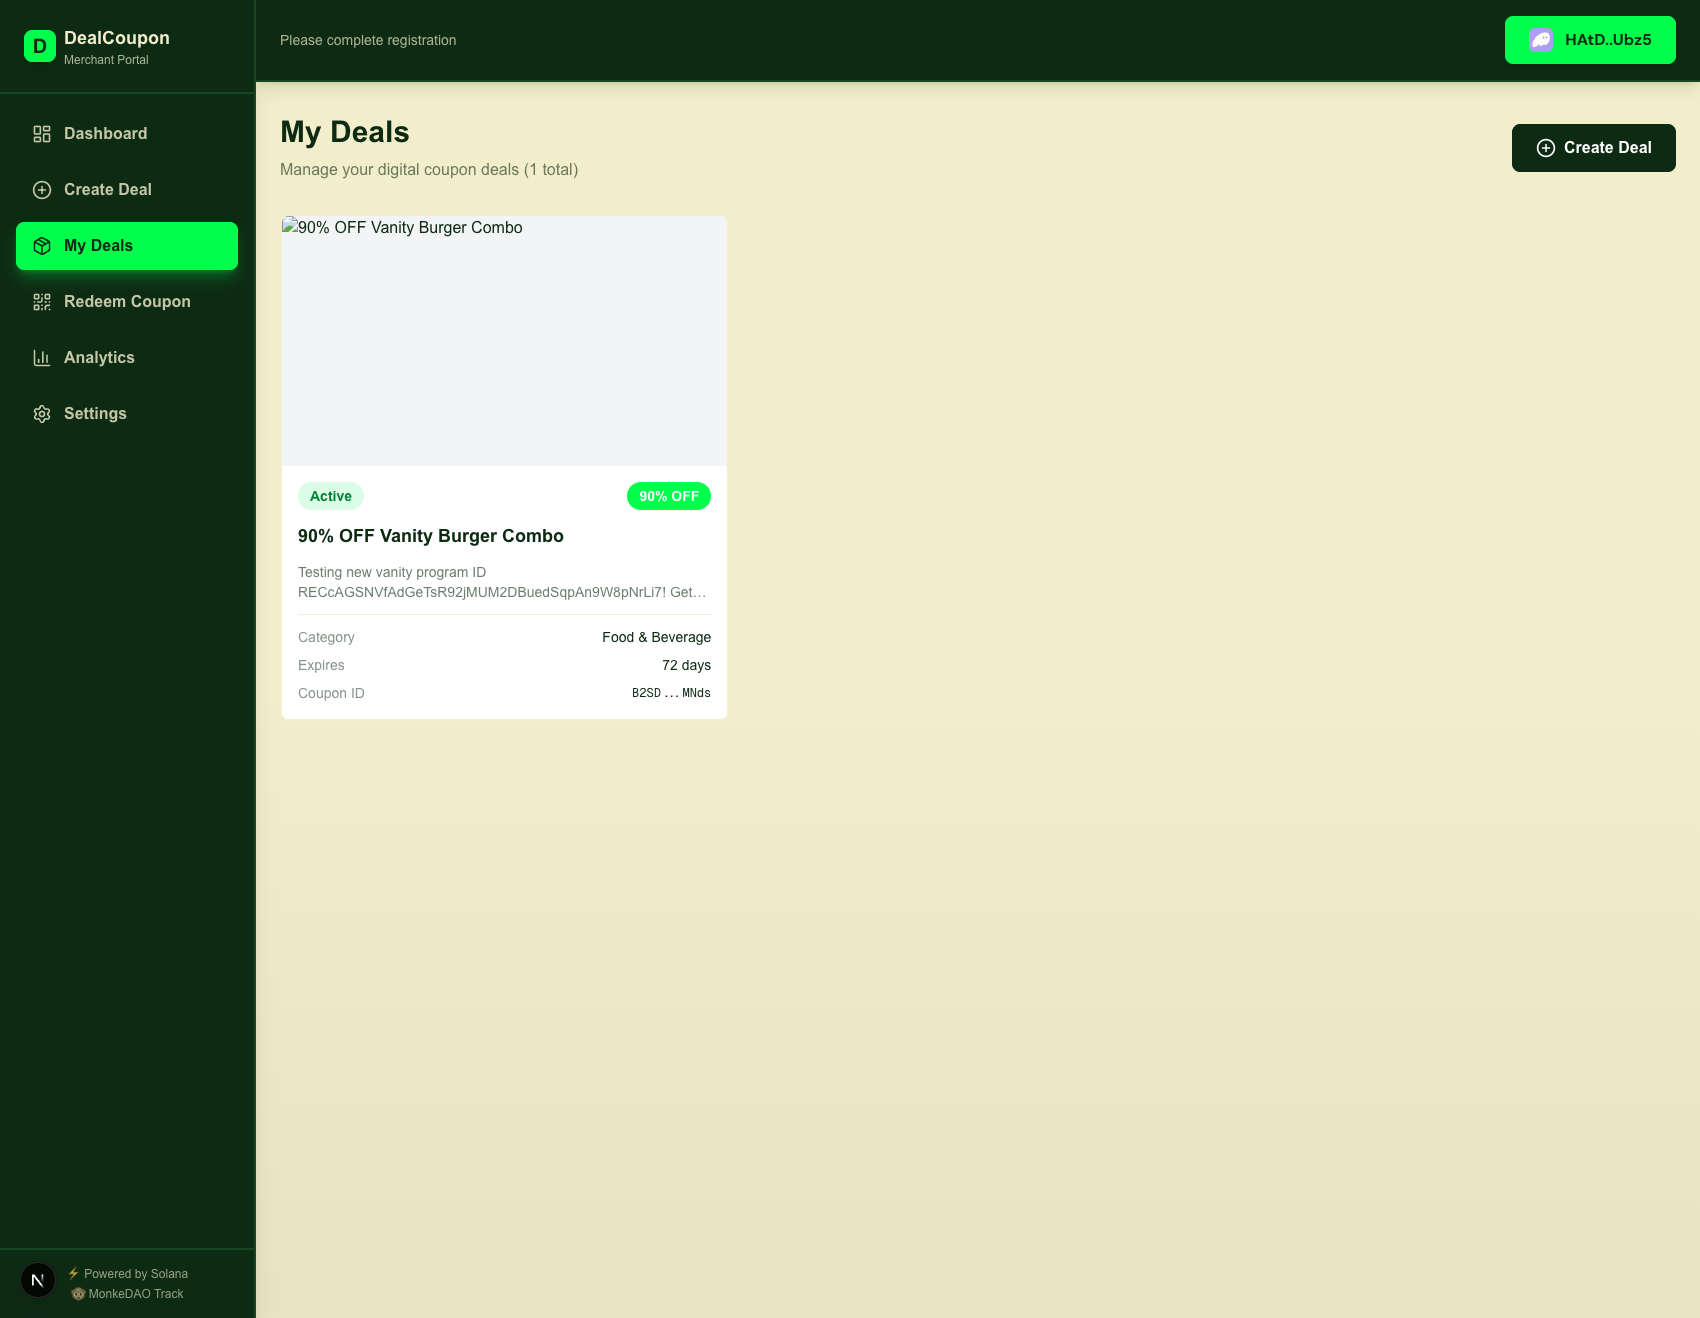 D
DealCoupon
Merchant Portal
Dashboard
Create Deal
My Deals
Redeem Coupon
Analytics
Settings
N
⚡ Powered by Solana
🐵 MonkeDAO Track
Please complete registration
HAtD..Ubz5
My Deals
Manage your digital coupon deals (1 total)
Create Deal
90% OFF Vanity Burger Combo
Active
90% OFF
90% OFF Vanity Burger Combo
Testing new vanity program ID
RECcAGSNVfAdGeTsR92jMUM2DBuedSqpAn9W8pNrLi7! Get…
Category
Food & Beverage
Expires
72 days
Coupon ID
B2SD...MNds